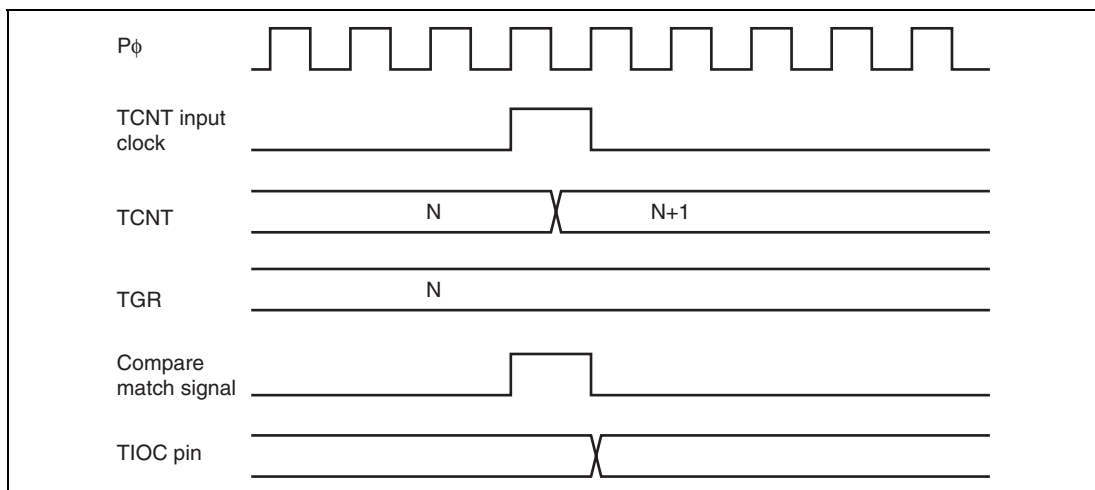 Pϕ
TCNT input
clock
TCNT
N
N+1
TGR
N
Compare
match signal
TIOC pin